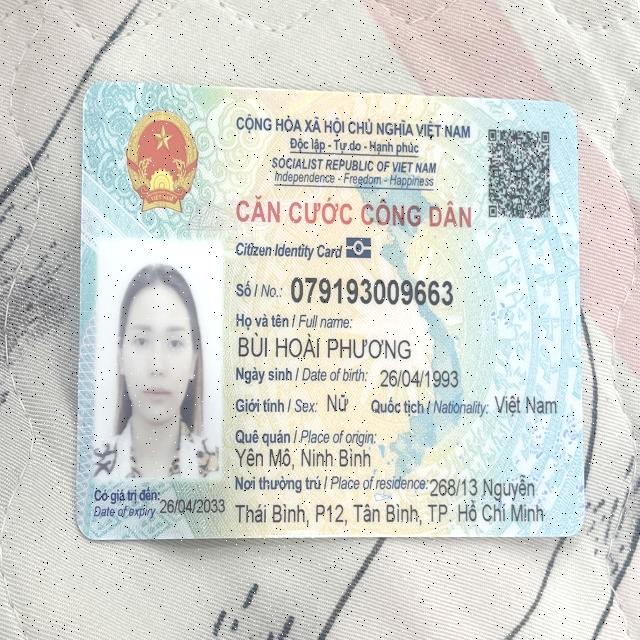 CỘNG HÒA XÃ HỘI CHỦ NGHĨA VIỆT NAM
Độc lập - Tự do - Hạnh phúc
SOCIALIST REPUBLIC OF VIET NAM
Independence - Freedom - Happiness
CĂN CƯỚC CÔNG DÂN
Citizen Identity Card
Số / No.: 079193009663
Họ và tên / Full name:
BÙI HOÀI PHƯƠNG
Ngày sinh / Date of birth: 26/04/1993
Giới tính / Sex: Nữ Quốc tịch / Nationality: Việt Nam
Quê quán / Place of origin:
Yên Mô, Ninh Bình
Nơi thường trú / Place of residence: 268/13 Nguyễn
Thái Bình, P12, Tân Bình, TP. Hồ Chí Minh
Có giá trị đến: 26/04/2033
Date of expiry